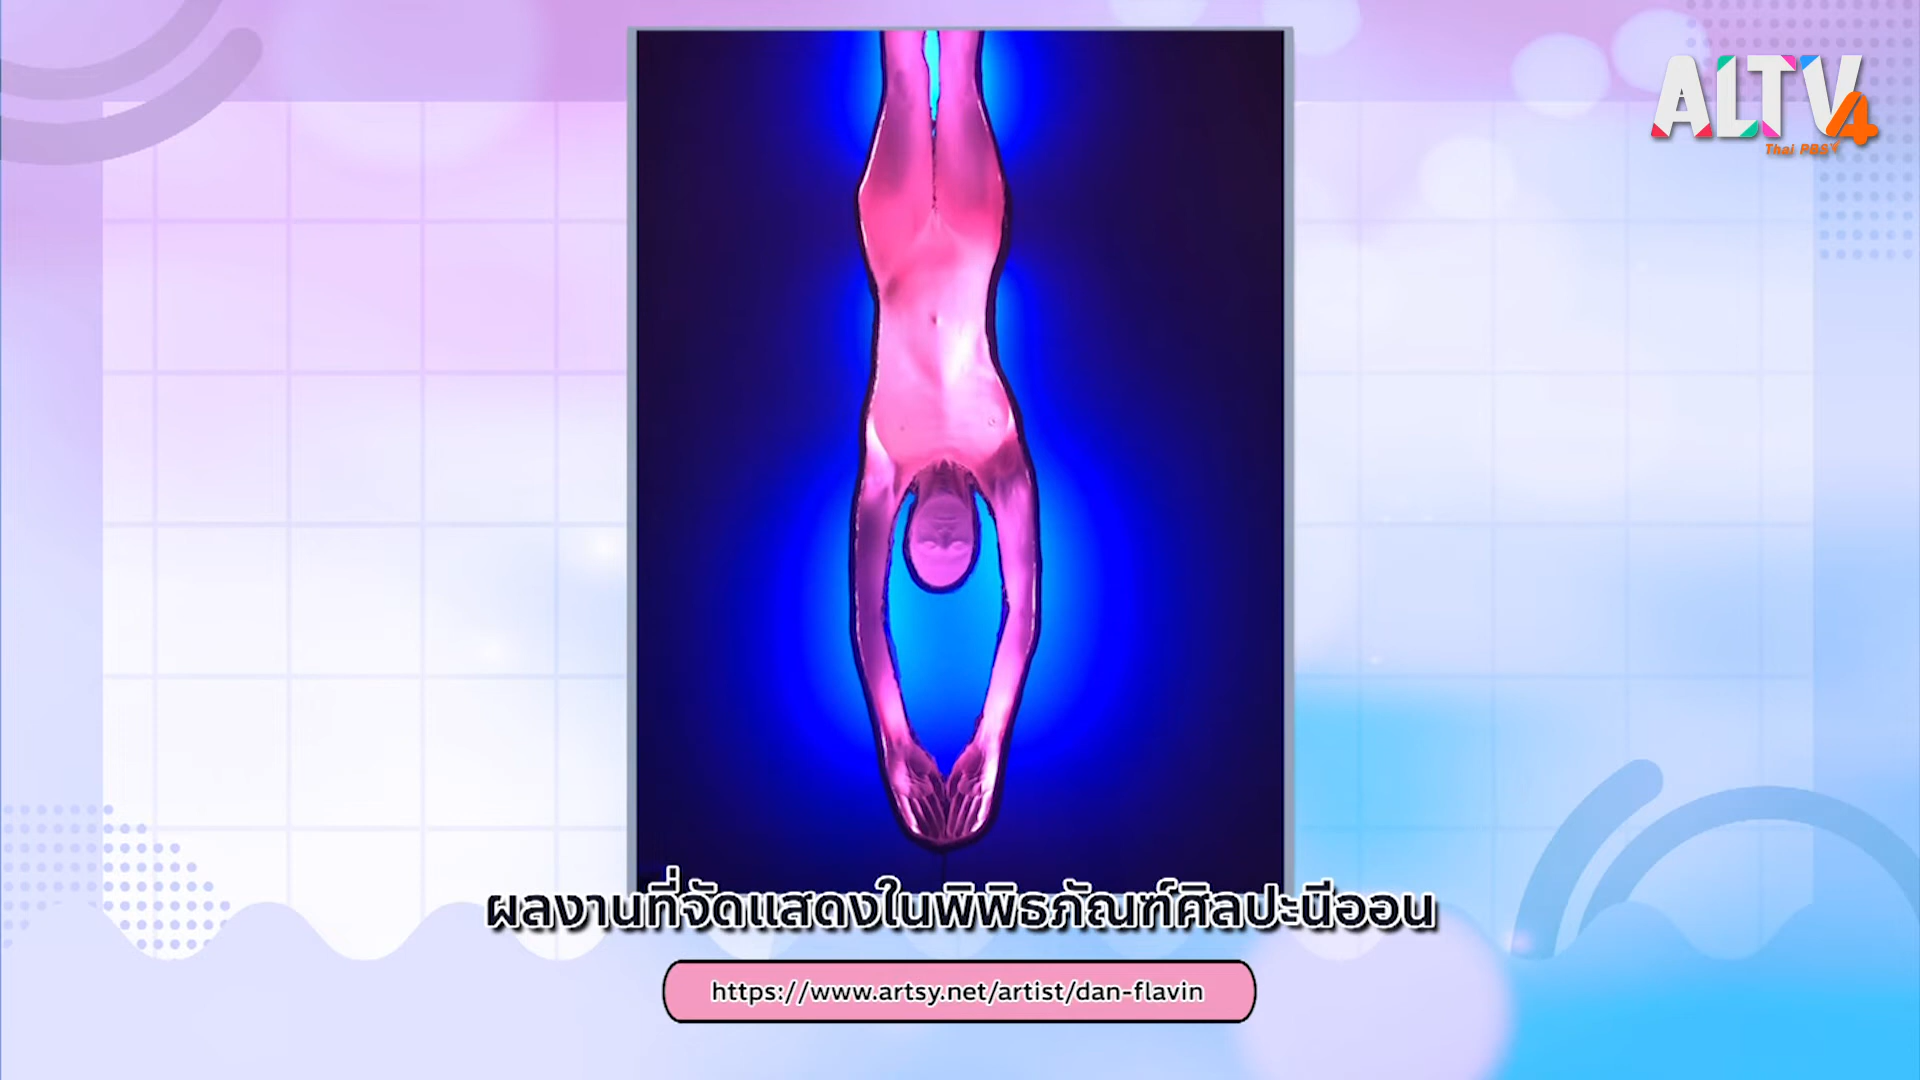 ALTV4
Thai PBS
ผลงานที่จัดแสดงในพิพิธภัณฑ์ศิลปะนีออน
https://www.artsy.net/artist/dan-flavin